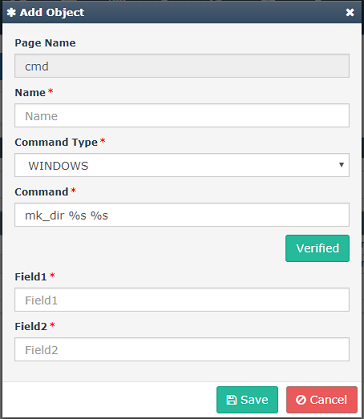 ✱ Add Object ✖
Page Name
cmd
Name *
Name
Command Type *
WINDOWS
Command *
mk_dir %s %s
Verified
Field1 *
Field1
Field2 *
Field2
Save Cancel